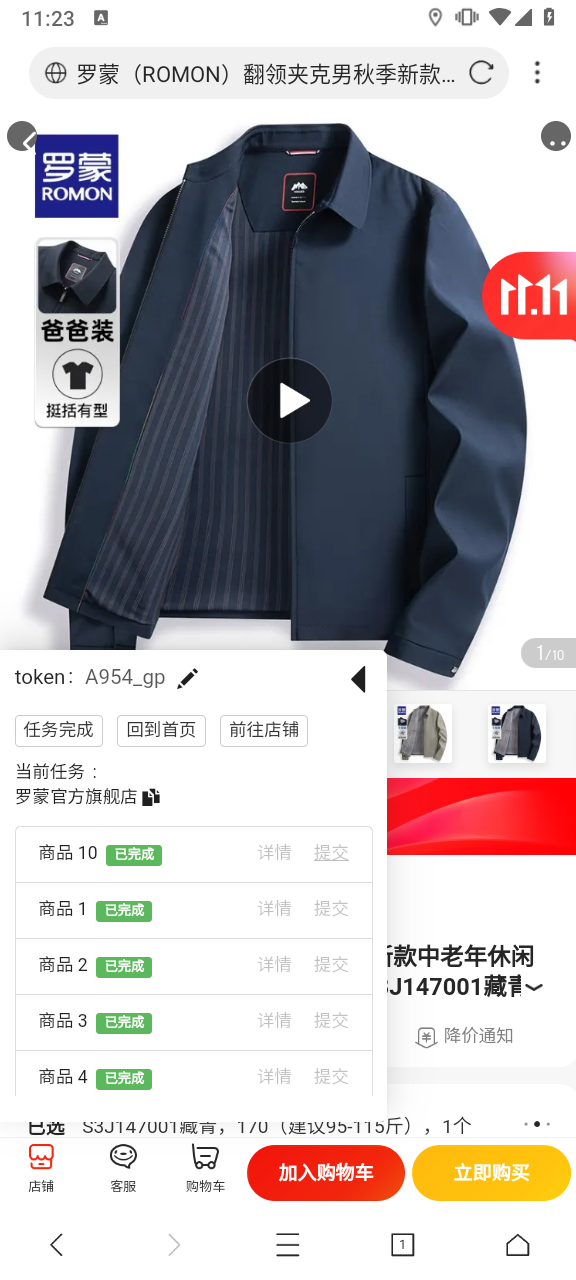 11:23
A
罗蒙（ROMON）翻领夹克男秋季新款...
罗蒙
ROMON
爸爸装
挺括有型
11.11
1/10
token： A954_gp
任务完成 回到首页 前往店铺
当前任务 ：
罗蒙官方旗舰店
商品 10 已完成 详情 提交
商品 1 已完成 详情 提交
商品 2 已完成 详情 提交
商品 3 已完成 详情 提交
商品 4 已完成 详情 提交
新款中老年休闲
3J147001藏青
降价通知
已选 S3J147001藏青，170（建议95-115斤），1个
店铺 客服 购物车 加入购物车 立即购买
1